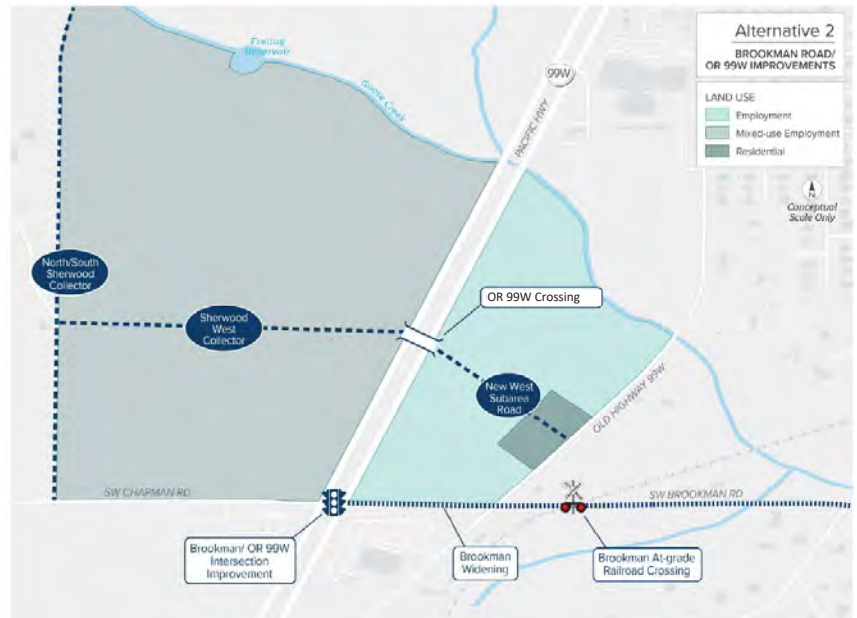 Alternative 2
BROOKMAN ROAD/
OR 99W IMPROVEMENTS
LAND USE
Employment
Mixed-use Employment
Residential
N
Conceptual
Scale Only
Reservoir
Goose Creek
99W
PACIFIC HWY
North/South
Sherwood
Collector
Sherwood
West
Collector
OR 99W Crossing
New West
Subarea
Road
OLD HIGHWAY 99W
SW CHAPMAN RD
SW BROOKMAN RD
Brookman/ OR 99W
Intersection
Improvement
Brookman
Widening
Brookman At-grade
Railroad Crossing